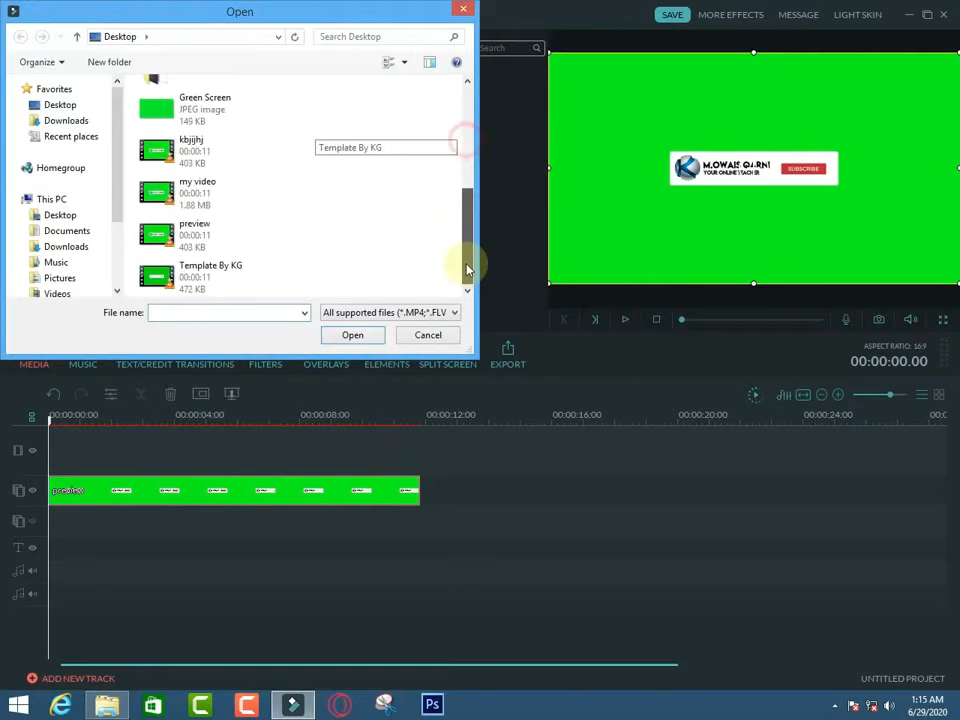 Open
SAVE
MORE EFFECTS
MESSAGE
LIGHT SKIN
Desktop
Search Desktop
Search
Organize
New folder
Favorites
Desktop
Downloads
Recent places
Homegroup
This PC
Desktop
Documents
Downloads
Music
Pictures
Videos
Green Screen
JPEG image
149 KB
kbjijhj
00:00:11
403 KB
my video
00:00:11
1.88 MB
preview
00:00:11
403 KB
Template By KG
00:00:11
472 KB
Template By KG
File name:
All supported files (*.MP4;*.FLV
Open
Cancel
YOUR ONLINE
SUBSCRIBE
ASPECT RATIO: 16:9
00:00:00.00
MEDIA
MUSIC
TEXT/CREDIT
TRANSITIONS
FILTERS
OVERLAYS
ELEMENTS
SPLIT SCREEN
EXPORT
00:00:00:00
00:00:04:00
00:00:08:00
00:00:12:00
00:00:16:00
00:00:20:00
00:00:24:00
preview
T
ADD NEW TRACK
UNTITLED PROJECT
Ps
1:15 AM
6/29/2020